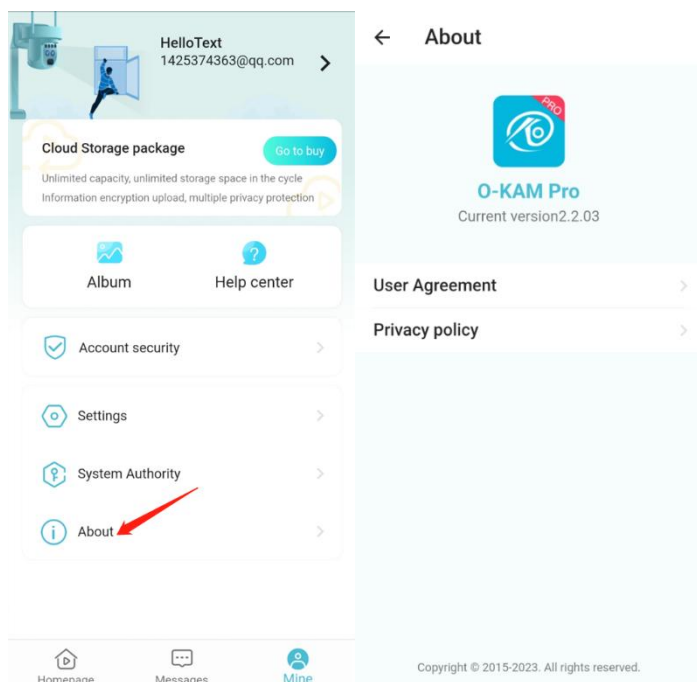 HelloText
1425374363@qq.com
Cloud Storage package
Go to buy
Unlimited capacity, unlimited storage space in the cycle
Information encryption upload, multiple privacy protection
Album
Help center
Account security
Settings
System Authority
About
Homepage
Messages
Mine
About
PRO
O-KAM Pro
Current version2.2.03
User Agreement
Privacy policy
Copyright © 2015-2023. All rights reserved.